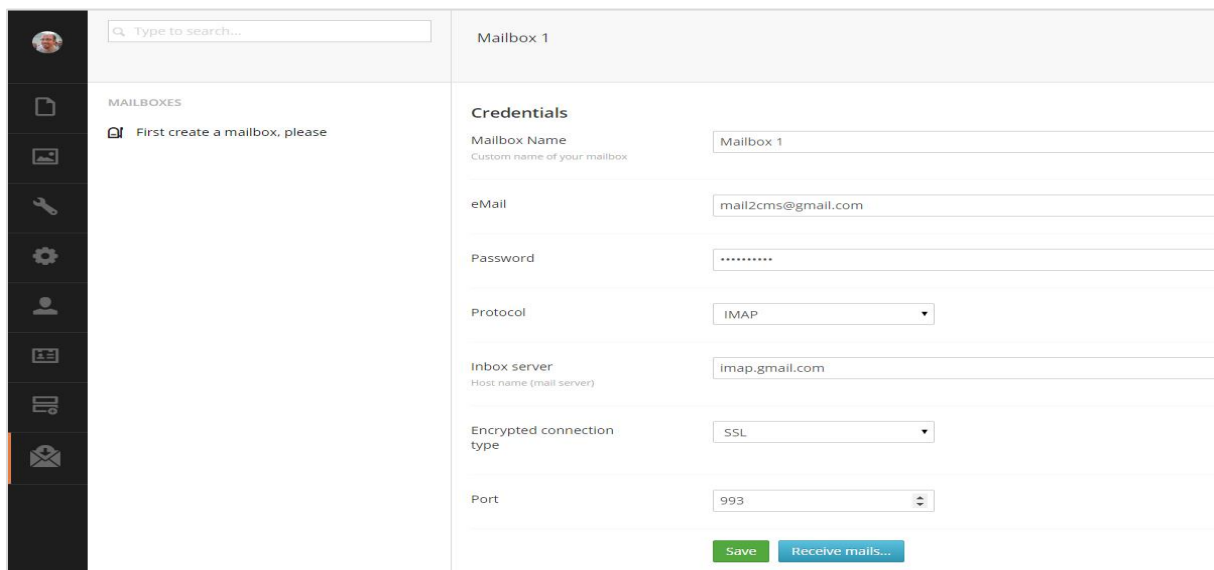 Type to search...
Mailbox 1
MAILBOXES
First create a mailbox, please
Credentials
Mailbox Name
Custom name of your mailbox
Mailbox 1
eMail
mail2cms@gmail.com
Password
••••••••••
Protocol
IMAP
Inbox server
Host name (mail server)
imap.gmail.com
Encrypted connection
type
SSL
Port
993
Save
Receive mails...